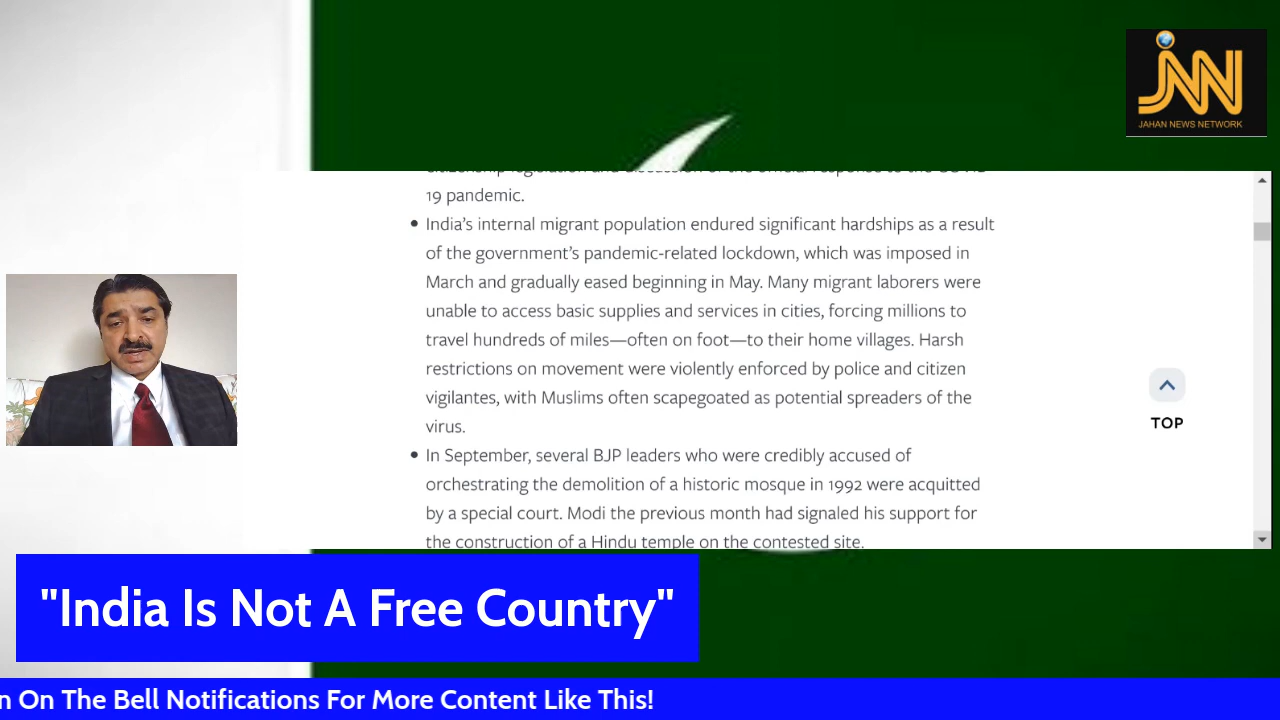 JNN
JAHAN NEWS NETWORK
19 pandemic.
• India's internal migrant population endured significant hardships as a result
of the government's pandemic-related lockdown, which was imposed in
March and gradually eased beginning in May. Many migrant laborers were
unable to access basic supplies and services in cities, forcing millions to
travel hundreds of miles—often on foot—to their home villages. Harsh
restrictions on movement were violently enforced by police and citizen
vigilantes, with Muslims often scapegoated as potential spreaders of the
virus.
• In September, several BJP leaders who were credibly accused of
orchestrating the demolition of a historic mosque in 1992 were acquitted
by a special court. Modi the previous month had signaled his support for
the construction of a Hindu temple on the contested site.
TOP
"India Is Not A Free Country"
n On The Bell Notifications For More Content Like This!